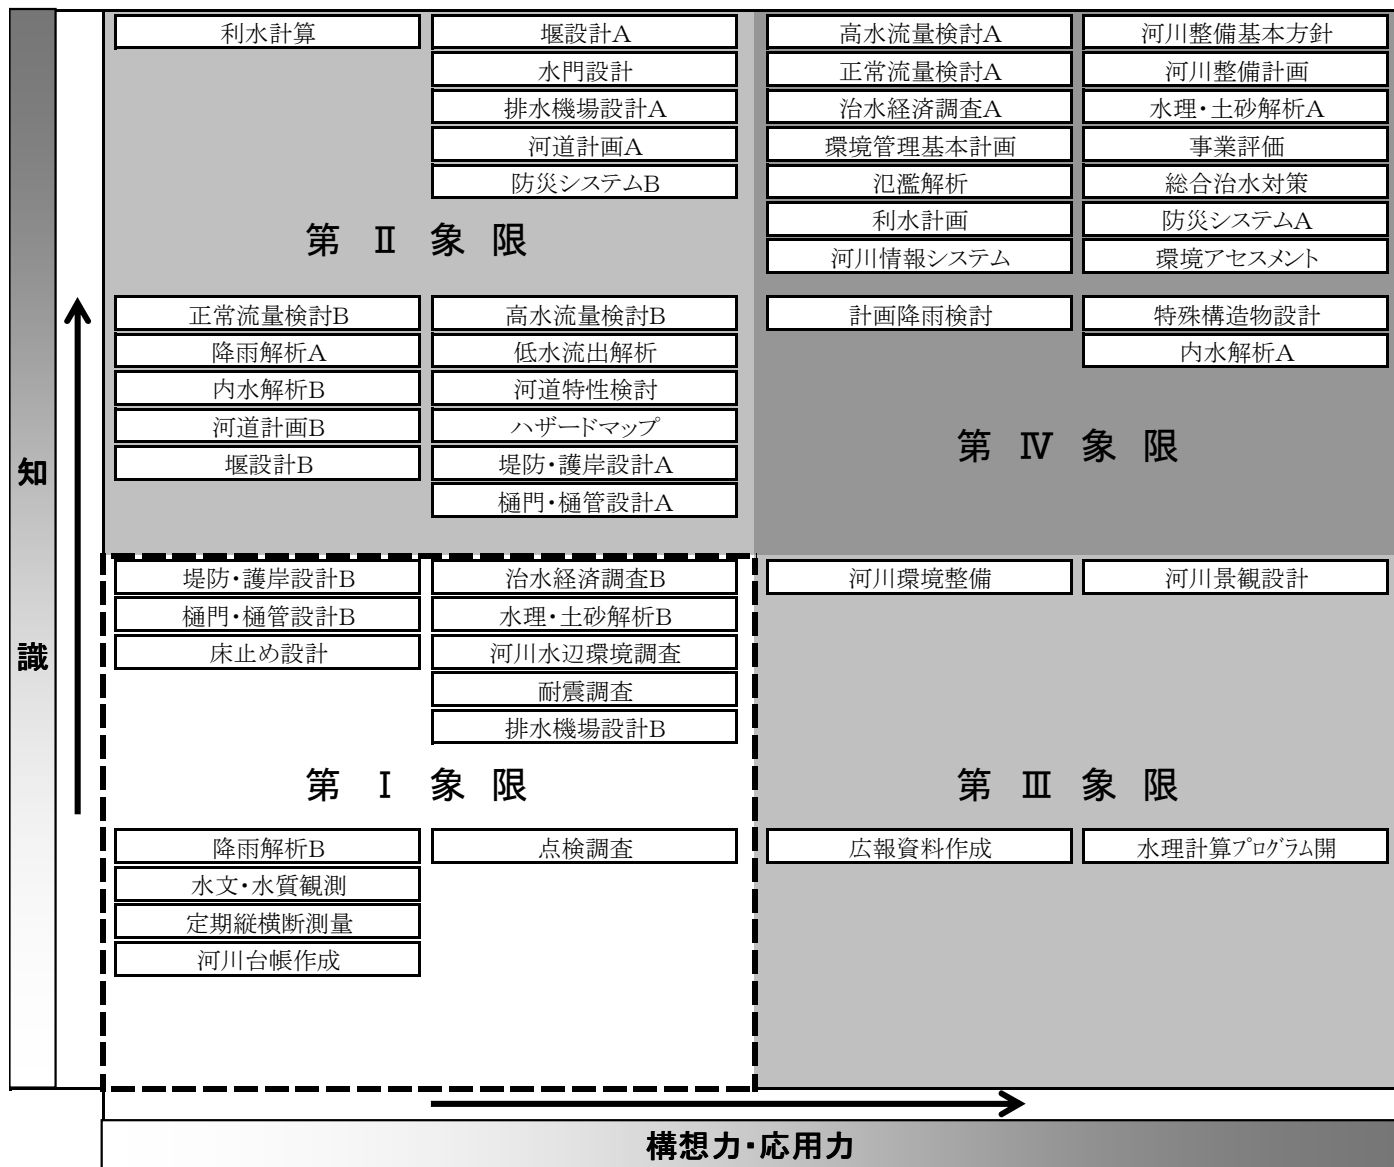 利水計算
堰設計A
水門設計
排水機場設計A
河道計画A
防災システムB
第 Ⅱ 象 限
正常流量検討B
降雨解析A
内水解析B
河道計画B
堰設計B
高水流量検討B
低水流出解析
河道特性検討
ハザードマップ
堤防・護岸設計A
樋門・樋管設計A
高水流量検討A
正常流量検討A
治水経済調査A
環境管理基本計画
氾濫解析
利水計画
河川情報システム
河川整備基本方針
河川整備計画
水理・土砂解析A
事業評価
総合治水対策
防災システムA
環境アセスメント
計画降雨検討
特殊構造物設計
内水解析A
第 Ⅳ 象 限
知
識
堤防・護岸設計B
樋門・樋管設計B
床止め設計
治水経済調査B
水理・土砂解析B
河川水辺環境調査
耐震調査
排水機場設計B
第 Ⅰ 象 限
降雨解析B
水文・水質観測
定期縦横断測量
河川台帳作成
点検調査
河川環境整備
河川景観設計
第 Ⅲ 象 限
広報資料作成
水理計算ﾌﾟﾛｸﾞﾗﾑ開
構想力・応用力